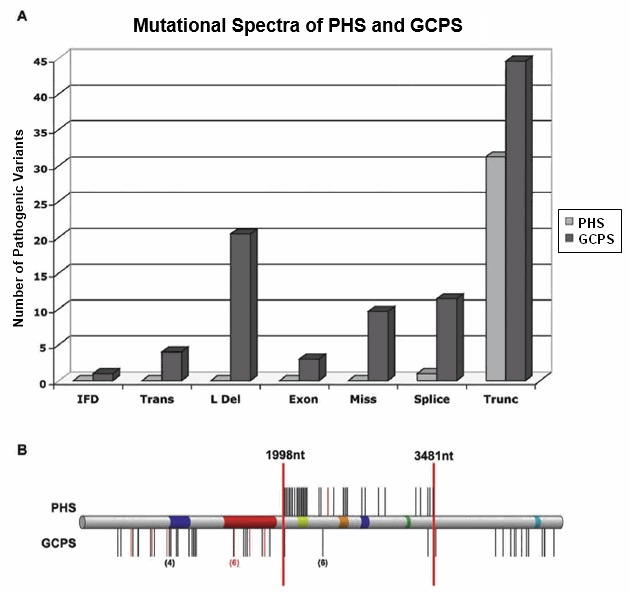 A
Mutational Spectra of PHS and GCPS
Number of Pathogenic Variants
45
40
35
30
25
20
15
10
5
0
IFD Trans L Del Exon Miss Splice Trunc
PHS
GCPS
B
1998nt 3481nt
PHS
GCPS
(4) (6) (6)